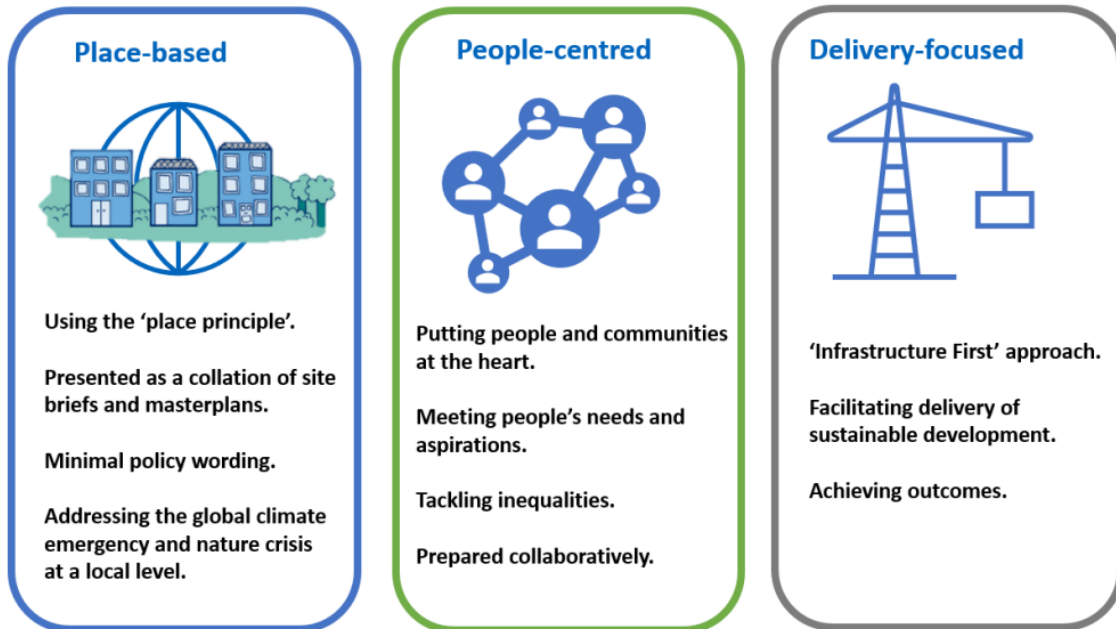 Place-based
Using the ‘place principle’.
Presented as a collation of site
briefs and masterplans.
Minimal policy wording.
Addressing the global climate
emergency and nature crisis
at a local level.
People-centred
Putting people and communities
at the heart.
Meeting people’s needs and
aspirations.
Tackling inequalities.
Prepared collaboratively.
Delivery-focused
‘Infrastructure First’ approach.
Facilitating delivery of
sustainable development.
Achieving outcomes.